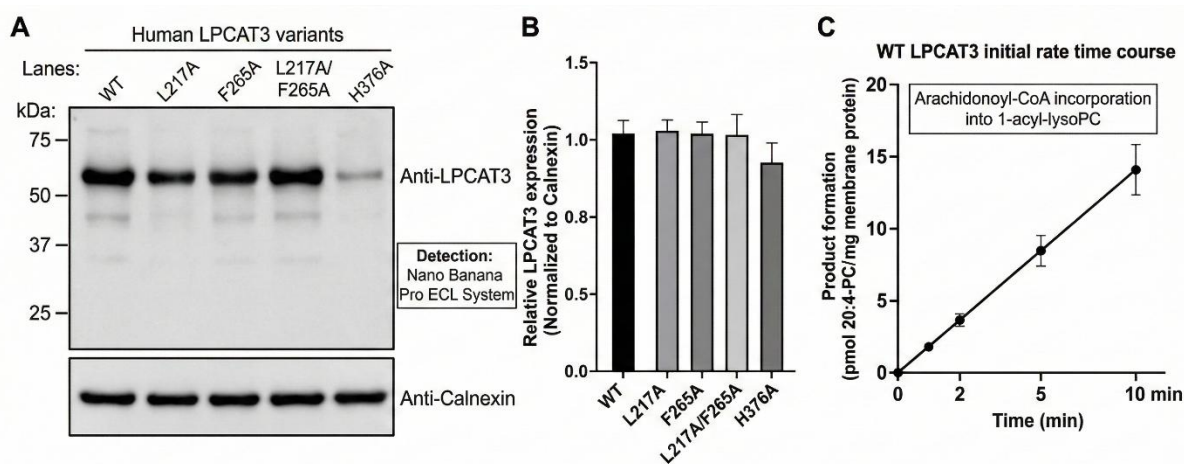 A
Human LPCAT3 variants
Lanes:
WT
L217A
F265A
L217A/
F265A
H376A
kDa:
75
50
37
25
Anti-LPCAT3
Detection:
Nano Banana
Pro ECL System
Anti-Calnexin
B
Relative LPCAT3 expression
(Normalized to Calnexin)
1.5
1.0
0.8
0.5
0.0
WT
L217A
F265A
L217A/F265A
H376A
C
WT LPCAT3 initial rate time course
Arachidonoyl-CoA incorporation
into 1-acyl-lysoPC
Product formation
(pmol 20:4-PC/mg membrane protein)
20
15
10
5
0
0
2
5
10 min
Time (min)